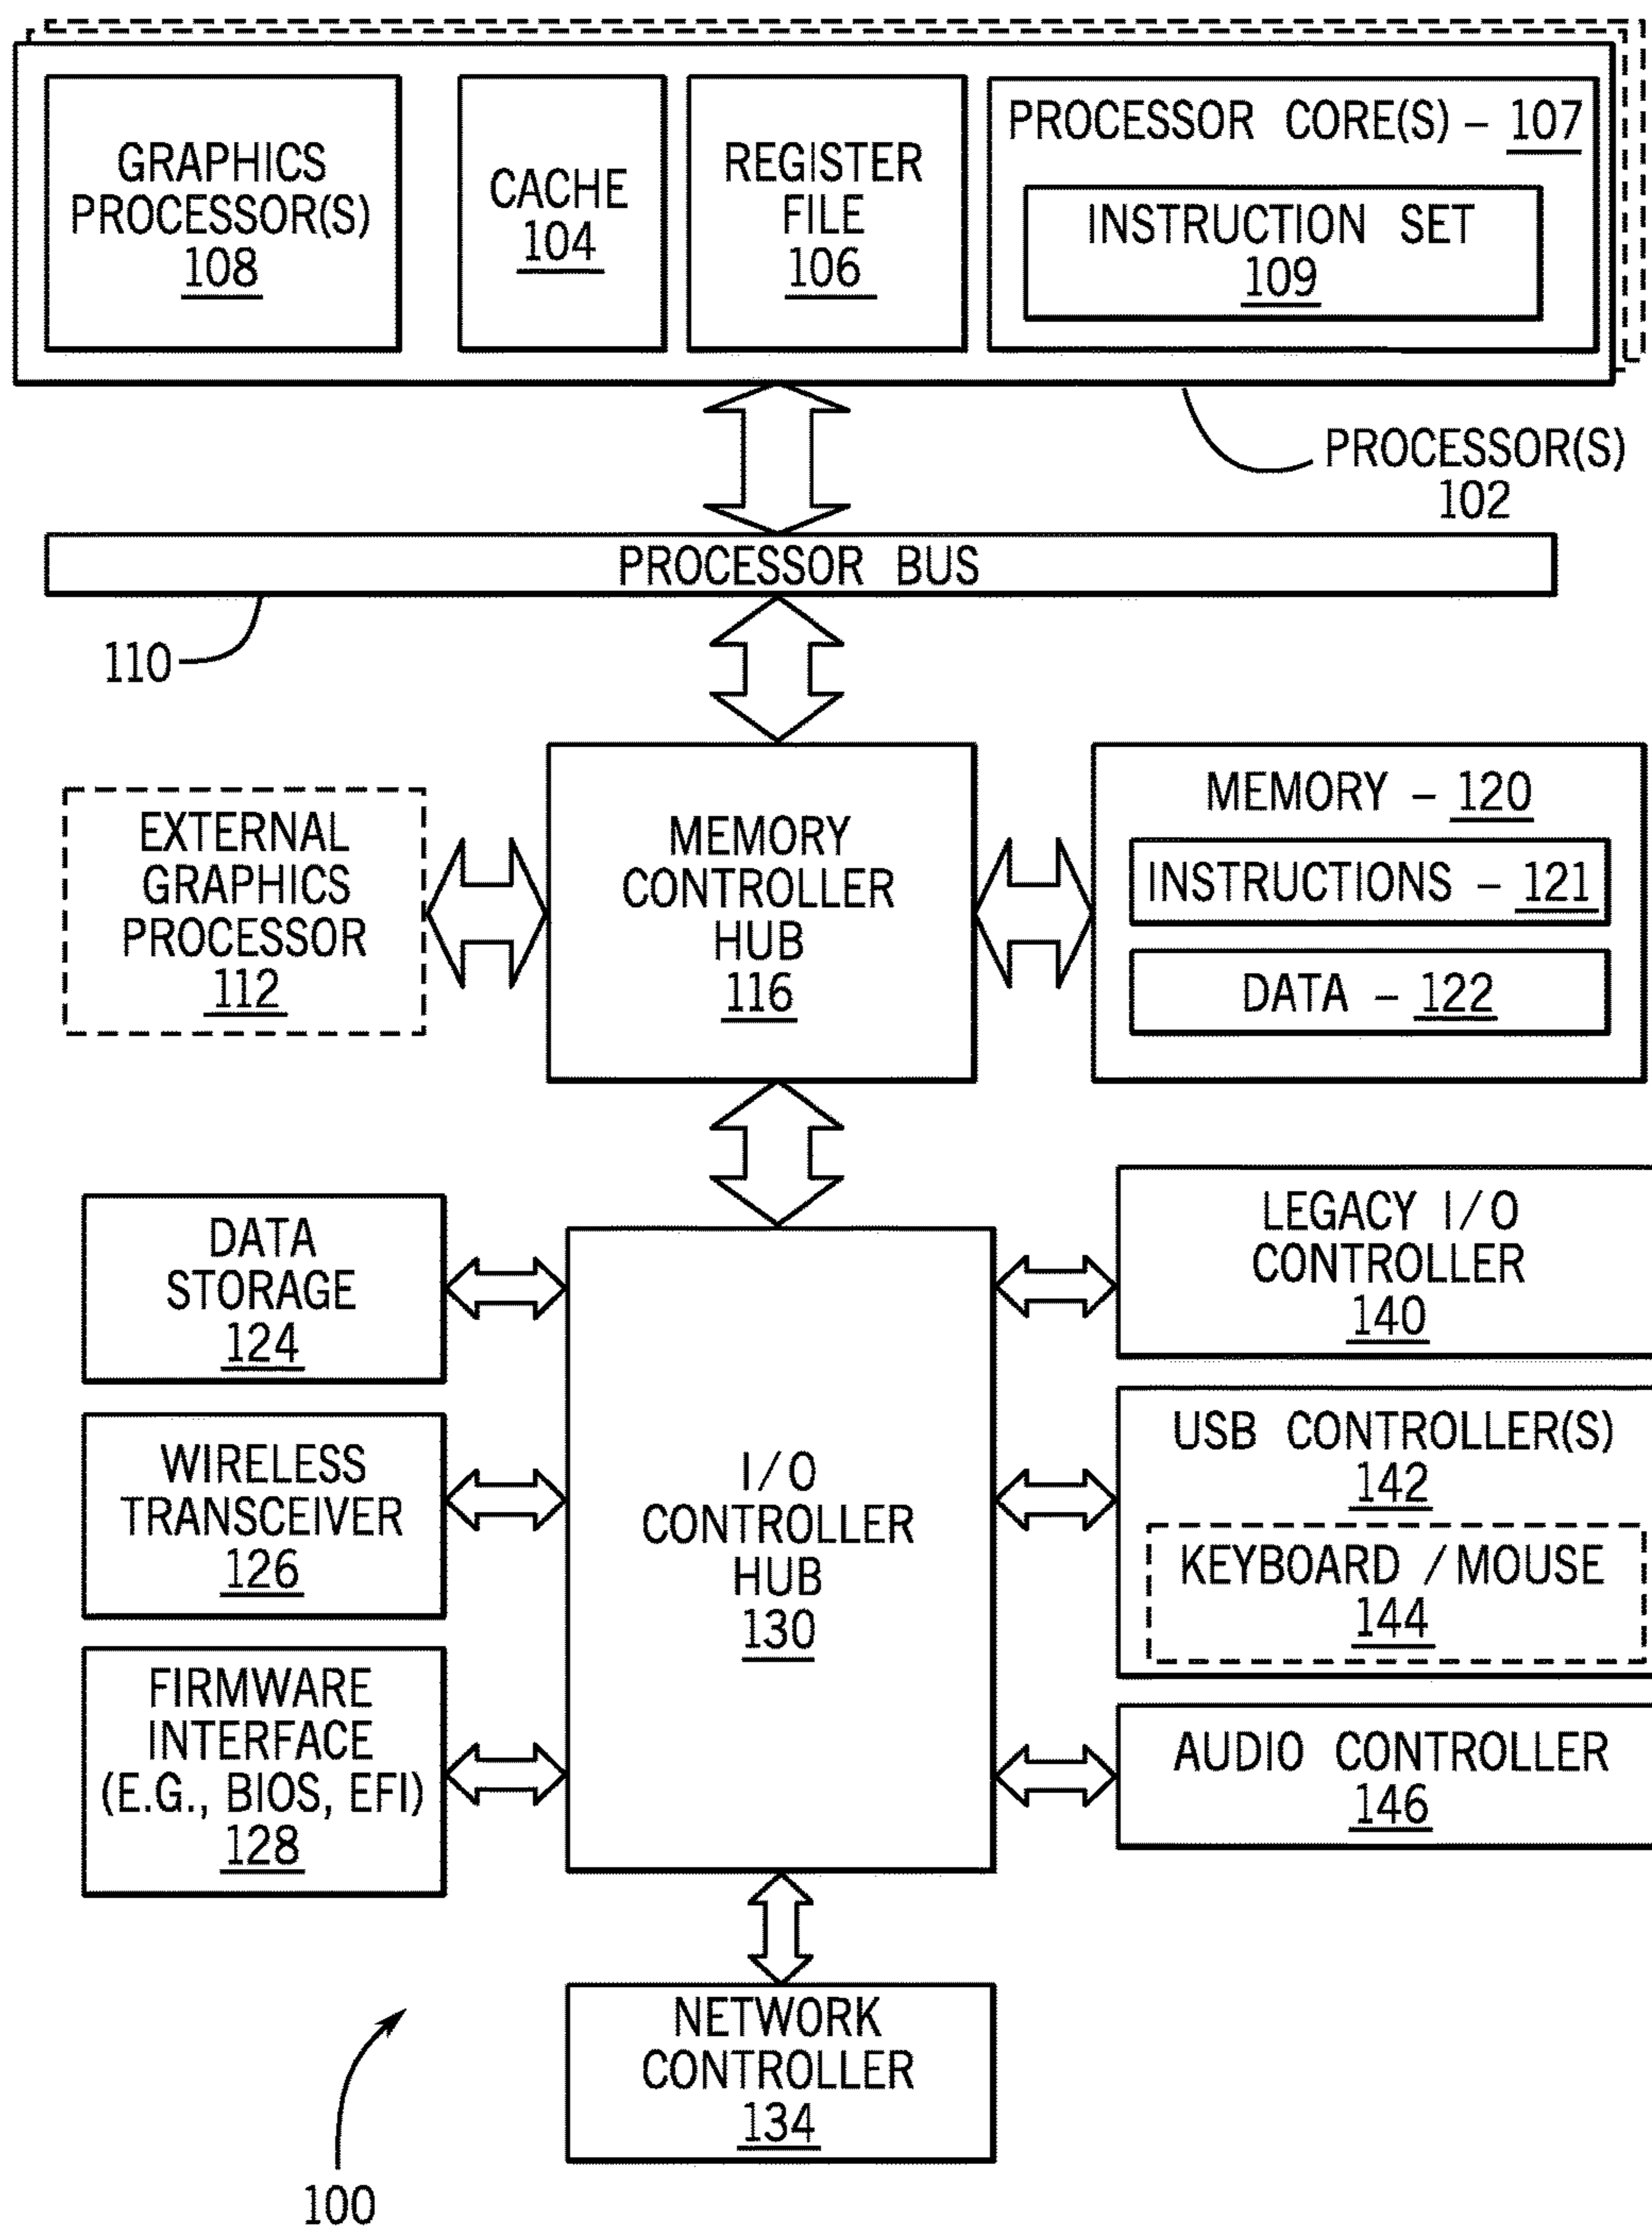 GRAPHICS
PROCESSOR(S)
108
CACHE
104
REGISTER
FILE
106
PROCESSOR CORE(S) – 107
INSTRUCTION SET
109
PROCESSOR(S)
102
PROCESSOR BUS
110
EXTERNAL
GRAPHICS
PROCESSOR
112
MEMORY
CONTROLLER
HUB
116
MEMORY – 120
INSTRUCTIONS – 121
DATA – 122
DATA
STORAGE
124
WIRELESS
TRANSCEIVER
126
FIRMWARE
INTERFACE
(E.G., BIOS, EFI)
128
I/O
CONTROLLER
HUB
130
LEGACY I/O
CONTROLLER
140
USB CONTROLLER(S)
142
KEYBOARD /MOUSE
144
AUDIO CONTROLLER
146
NETWORK
CONTROLLER
134
100